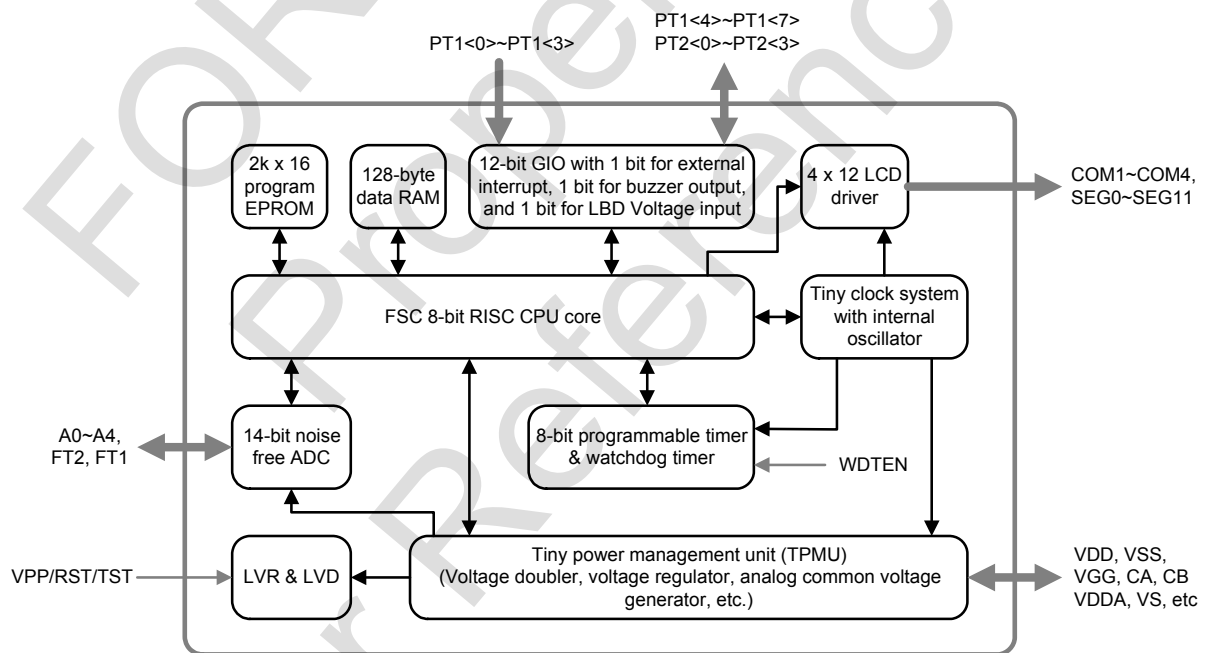 PT1<4>~PT1<7>
PT1<0>~PT1<3>
PT2<0>~PT2<3>
2k x 16
program
EPROM
128-byte
data RAM
12-bit GIO with 1 bit for external
interrupt, 1 bit for buzzer output,
and 1 bit for LBD Voltage input
4 x 12 LCD
driver
COM1~COM4,
SEG0~SEG11
FSC 8-bit RISC CPU core
Tiny clock system
with internal
oscillator
A0~A4,
FT2, FT1
14-bit noise
free ADC
8-bit programmable timer
& watchdog timer
WDTEN
VPP/RST/TST
LVR & LVD
Tiny power management unit (TPMU)
(Voltage doubler, voltage regulator, analog common voltage
generator, etc.)
VDD, VSS,
VGG, CA, CB
VDDA, VS, etc